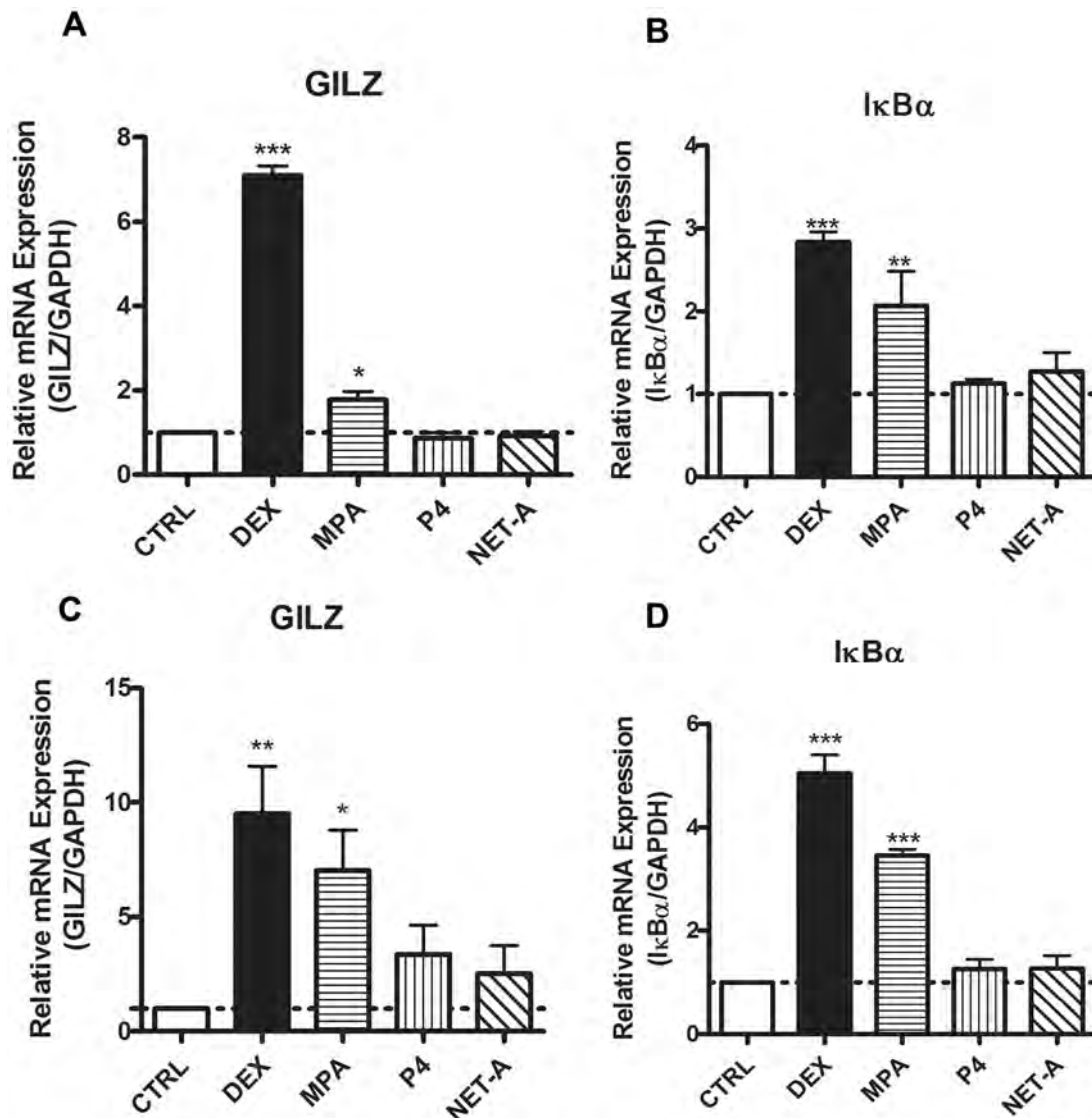 A
GILZ
Relative mRNA Expression
(GILZ/GAPDH)
8
6
4
2
0
***
*
CTRL
DEX
MPA
P4
NET-A
B
IκBα
Relative mRNA Expression
(IκBα/GAPDH)
4
3
2
1
0
***
**
CTRL
DEX
MPA
P4
NET-A
C
GILZ
Relative mRNA Expression
(GILZ/GAPDH)
15
10
5
0
**
*
CTRL
DEX
MPA
P4
NET-A
D
IκBα
Relative mRNA Expression
(IκBα/GAPDH)
6
4
2
0
***
***
CTRL
DEX
MPA
P4
NET-A